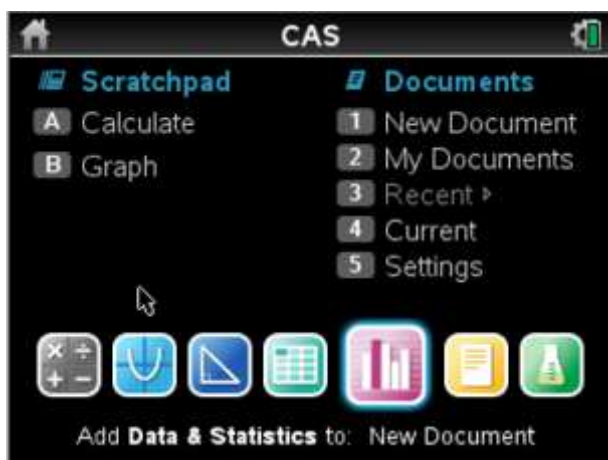 CAS
Scratchpad
A Calculate
B Graph
Documents
1 New Document
2 My Documents
3 Recent ▸
4 Current
5 Settings
Add Data & Statistics to: New Document